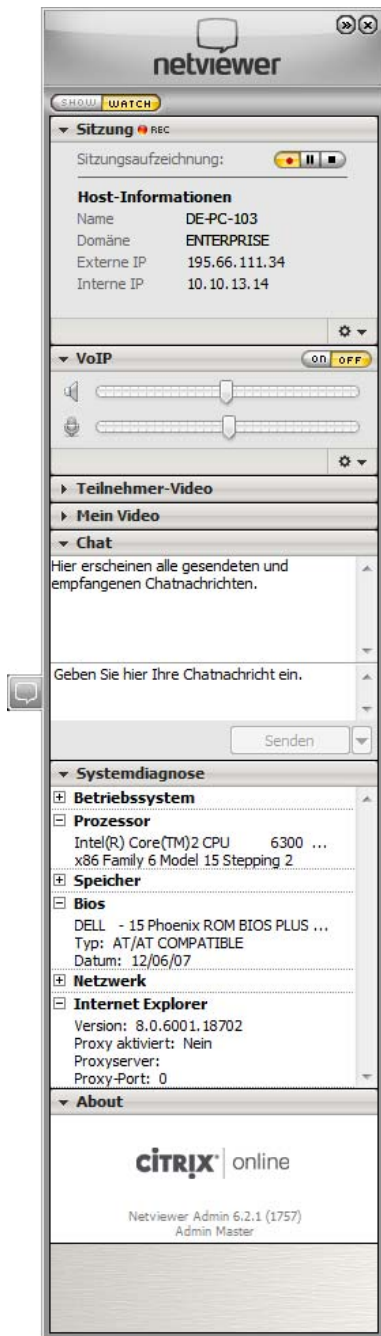 netviewer
SHOW WATCH
Sitzung REC
Sitzungsaufzeichnung:
Host-Informationen
Name DE-PC-103
Domäne ENTERPRISE
Externe IP 195.66.111.34
Interne IP 10.10.13.14
VoIP on OFF
Teilnehmer-Video
Mein Video
Chat
Hier erscheinen alle gesendeten und
empfangenen Chatnachrichten.
Geben Sie hier Ihre Chatnachricht ein.
Senden
Systemdiagnose
Betriebssystem
Prozessor
Intel(R) Core(TM)2 CPU 6300 ...
x86 Family 6 Model 15 Stepping 2
Speicher
Bios
DELL - 15 Phoenix ROM BIOS PLUS ...
Typ: AT/AT COMPATIBLE
Datum: 12/06/07
Netzwerk
Internet Explorer
Version: 8.0.6001.18702
Proxy aktiviert: Nein
Proxyserver:
Proxy-Port: 0
About
CITRIX online
Netviewer Admin 6.2.1 (1757)
Admin Master